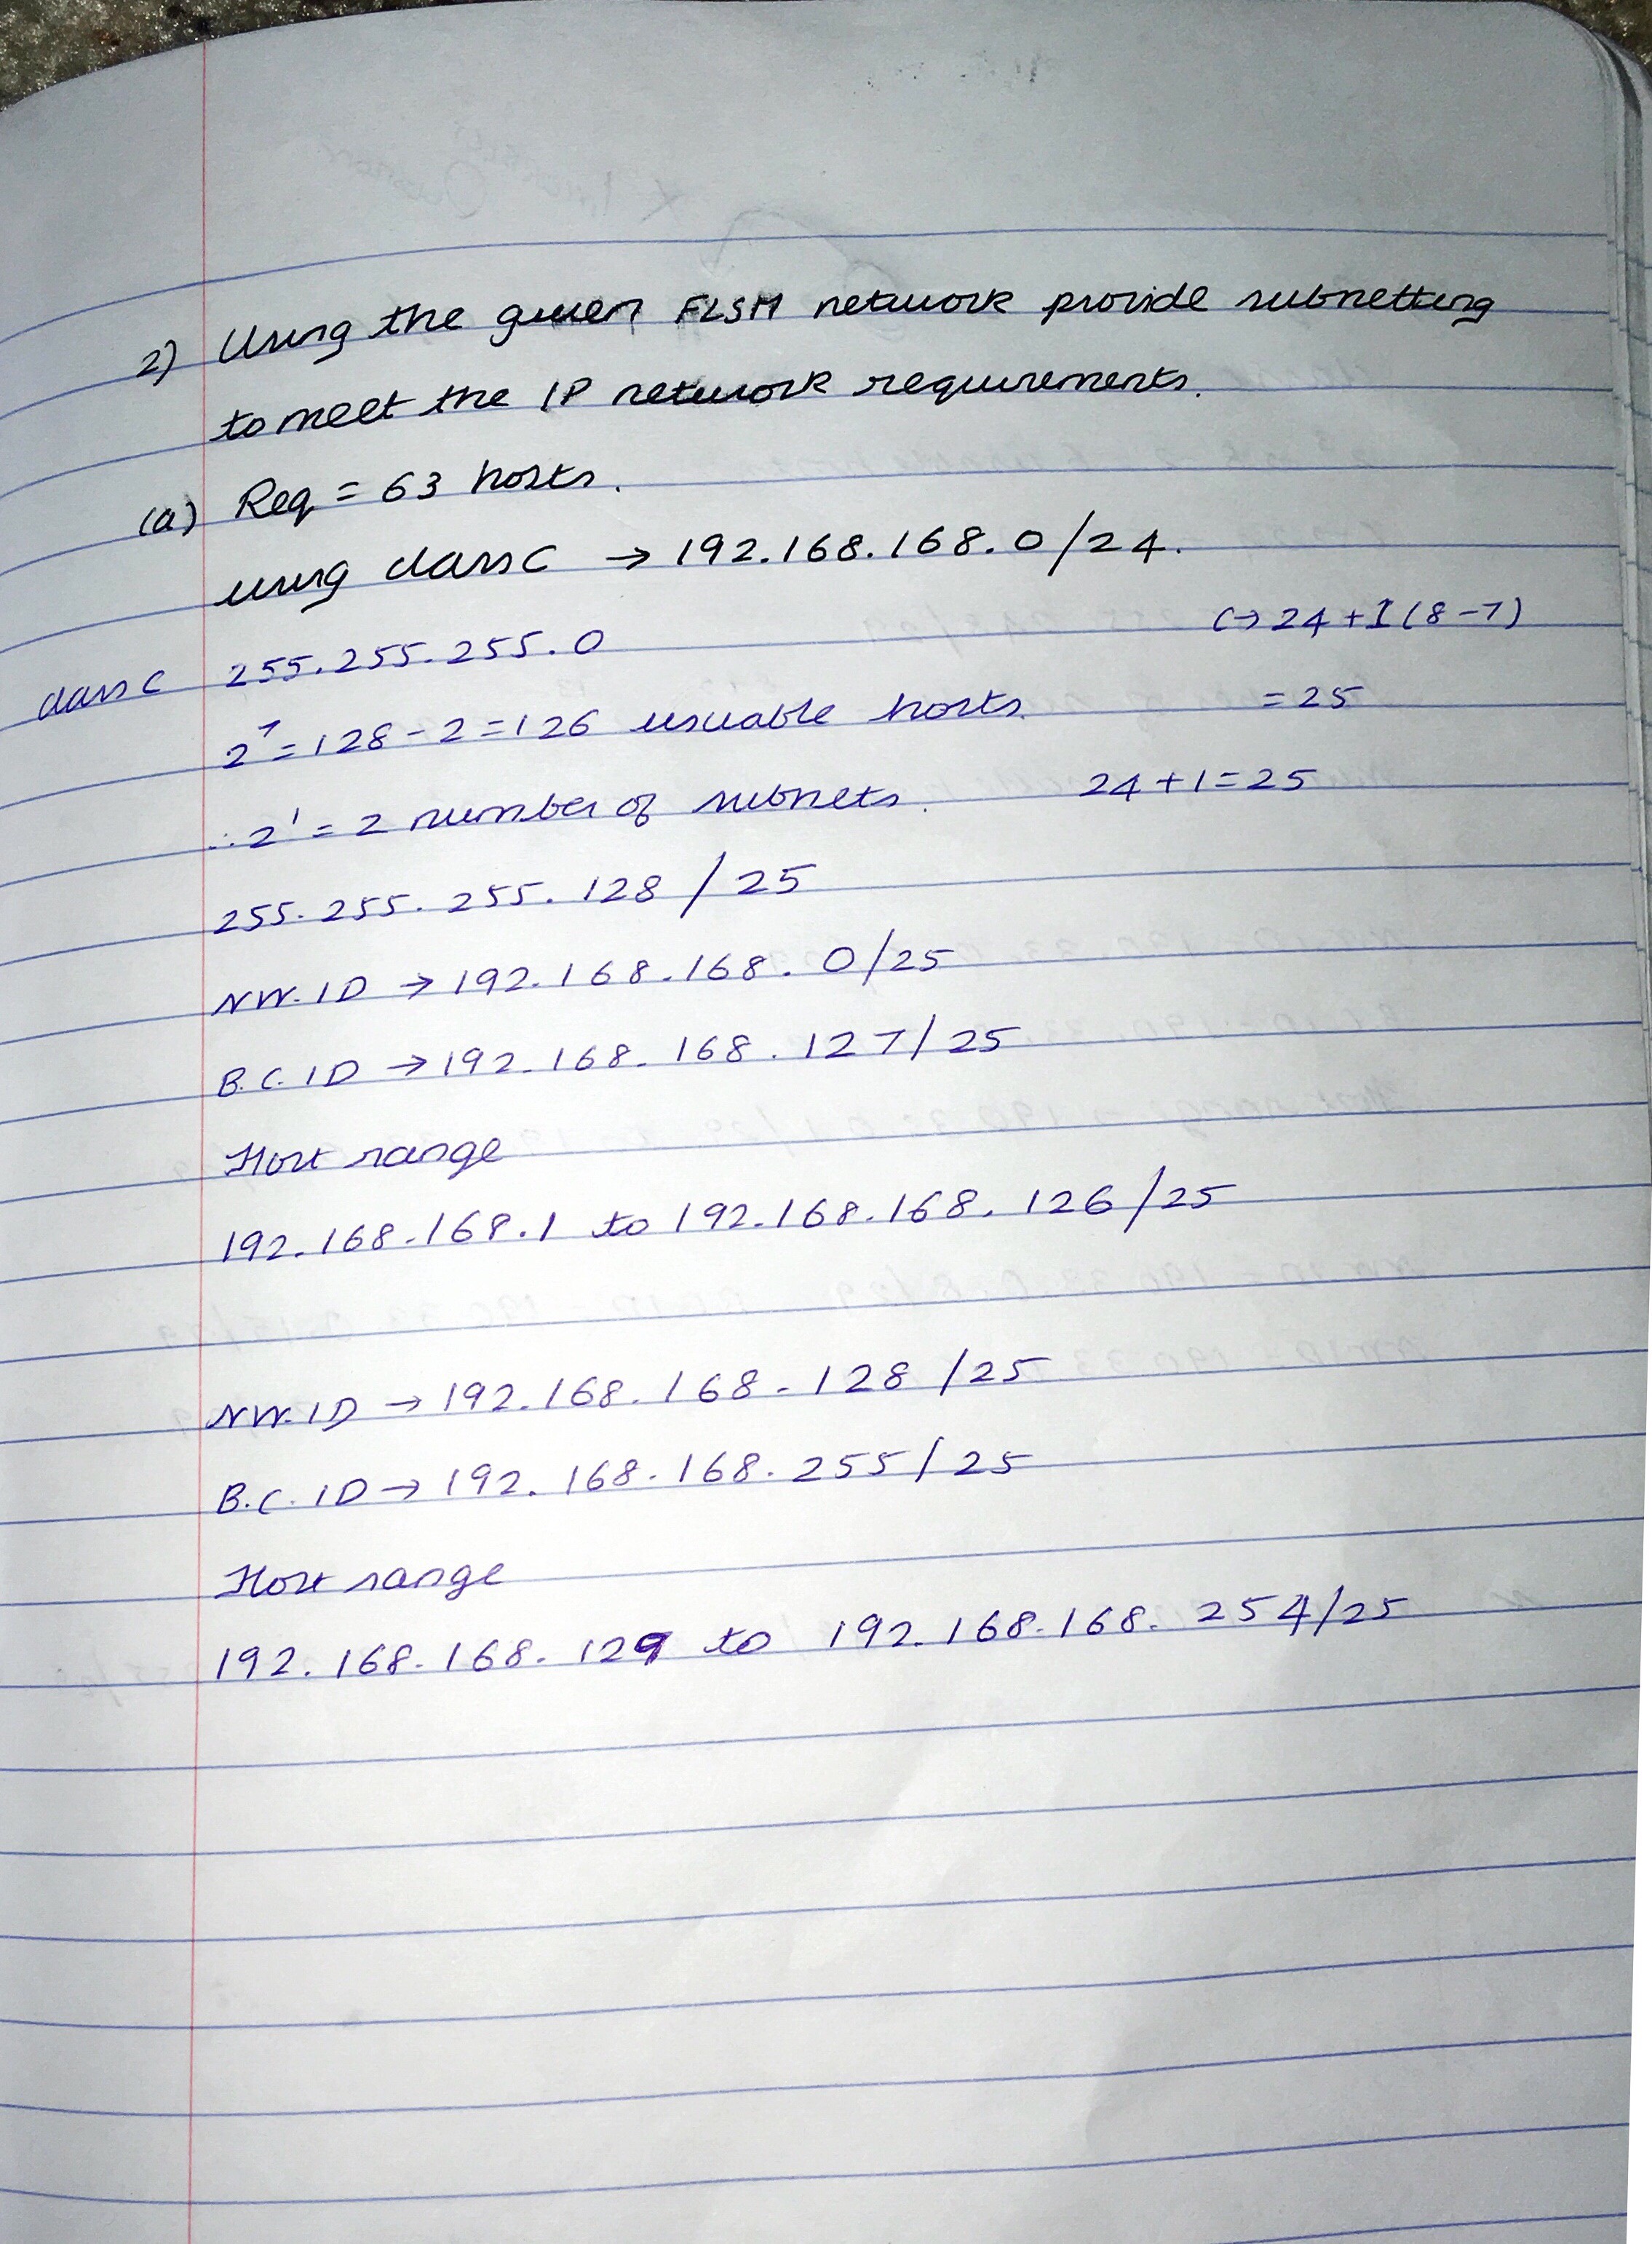 2) Using the given FLSM network provide subnetting
to meet the IP network requirements.
(a) Req = 63 hosts.
using class C → 192.168.168.0/24.
class C 255.255.255.0 C→ 24+1(8-7)
2^7 = 128 - 2 = 126 usuable hosts. = 25
∴ 2^1 = 2 number of subnets. 24+1=25
255.255.255.128 / 25
NW.ID → 192.168.168.0/25
B.C.ID → 192.168.168.127/25
Host range
192.168.168.1 to 192.168.168.126/25
NW.ID → 192.168.168.128 /25
B.C.ID → 192.168.168.255/25
Host range
192.168.168.129 to 192.168.168.254/25